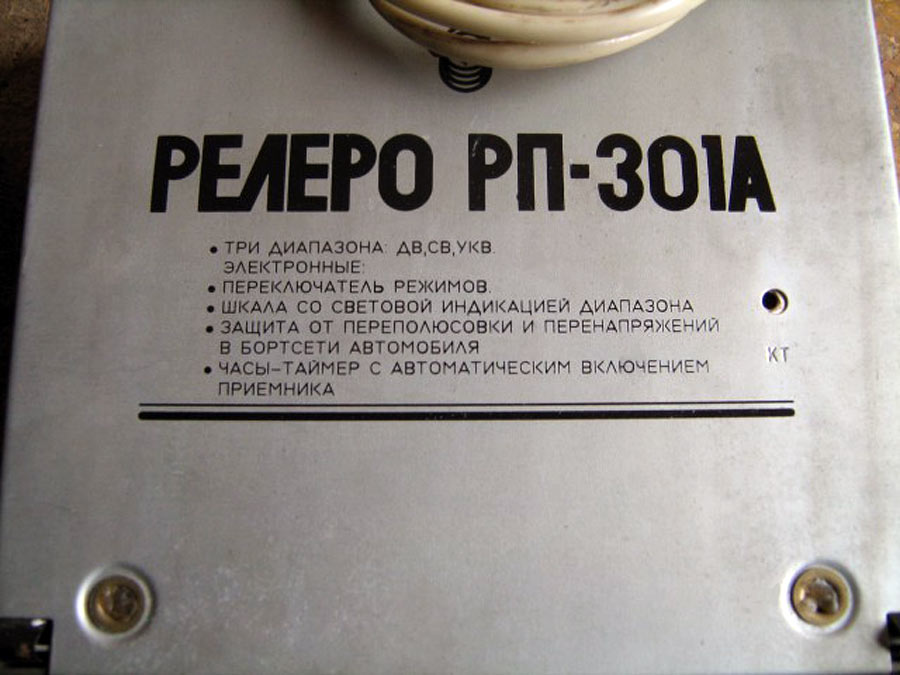 РЕЛЕРО РП-301А
• ТРИ ДИАПАЗОНА: ДВ,СВ,УКВ.
ЭЛЕКТРОННЫЕ:
• ПЕРЕКЛЮЧАТЕЛЬ РЕЖИМОВ.
• ШКАЛА СО СВЕТОВОЙ ИНДИКАЦИЕЙ ДИАПАЗОНА
• ЗАЩИТА ОТ ПЕРЕПОЛЮСОВКИ И ПЕРЕНАПРЯЖЕНИЙ
В БОРТСЕТИ АВТОМОБИЛЯ
КТ
• ЧАСЫ-ТАЙМЕР С АВТОМАТИЧЕСКИМ ВКЛЮЧЕНИЕМ
ПРИЕМНИКА